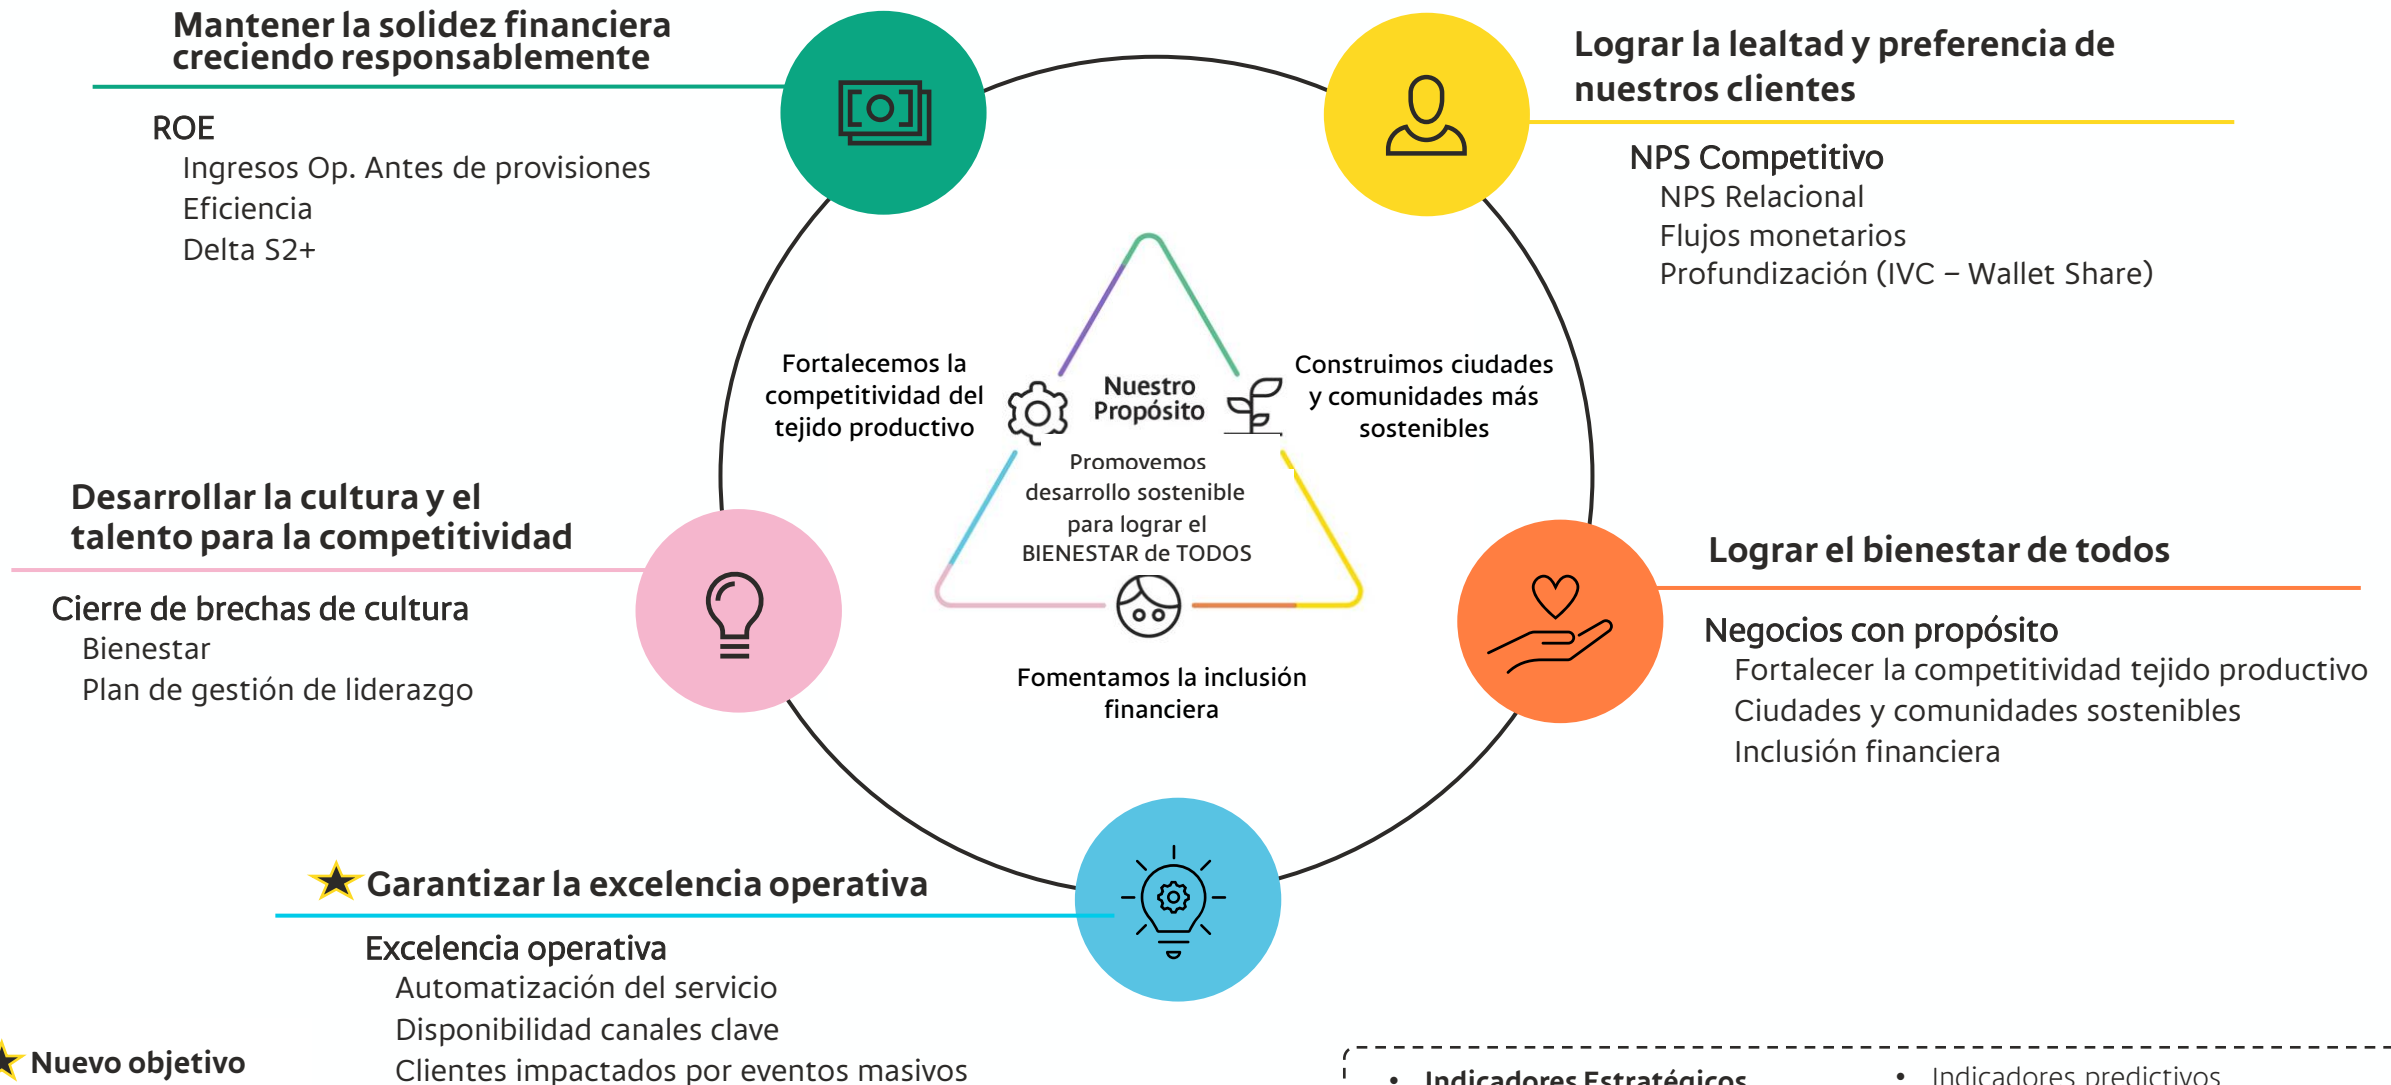 Mantener la solidez financiera
creciendo responsablemente
ROE
Ingresos Op. Antes de provisiones
Eficiencia
Delta S2+
Lograr la lealtad y preferencia de
nuestros clientes
NPS Competitivo
NPS Relacional
Flujos monetarios
Profundización (IVC – Wallet Share)
Fortalecemos la
competitividad del
tejido productivo
Nuestro
Propósito
Promovemos
desarrollo sostenible
para lograr el
BIENESTAR de TODOS
Construimos ciudades
y comunidades más
sostenibles
Fomentamos la inclusión
financiera
Desarrollar la cultura y el
talento para la competitividad
Cierre de brechas de cultura
Bienestar
Plan de gestión de liderazgo
Lograr el bienestar de todos
Negocios con propósito
Fortalecer la competitividad tejido productivo
Ciudades y comunidades sostenibles
Inclusión financiera
Garantizar la excelencia operativa
Excelencia operativa
Automatización del servicio
Disponibilidad canales clave
Clientes impactados por eventos masivos
Nuevo objetivo
• Indicadores Estratégicos
• Indicadores predictivos